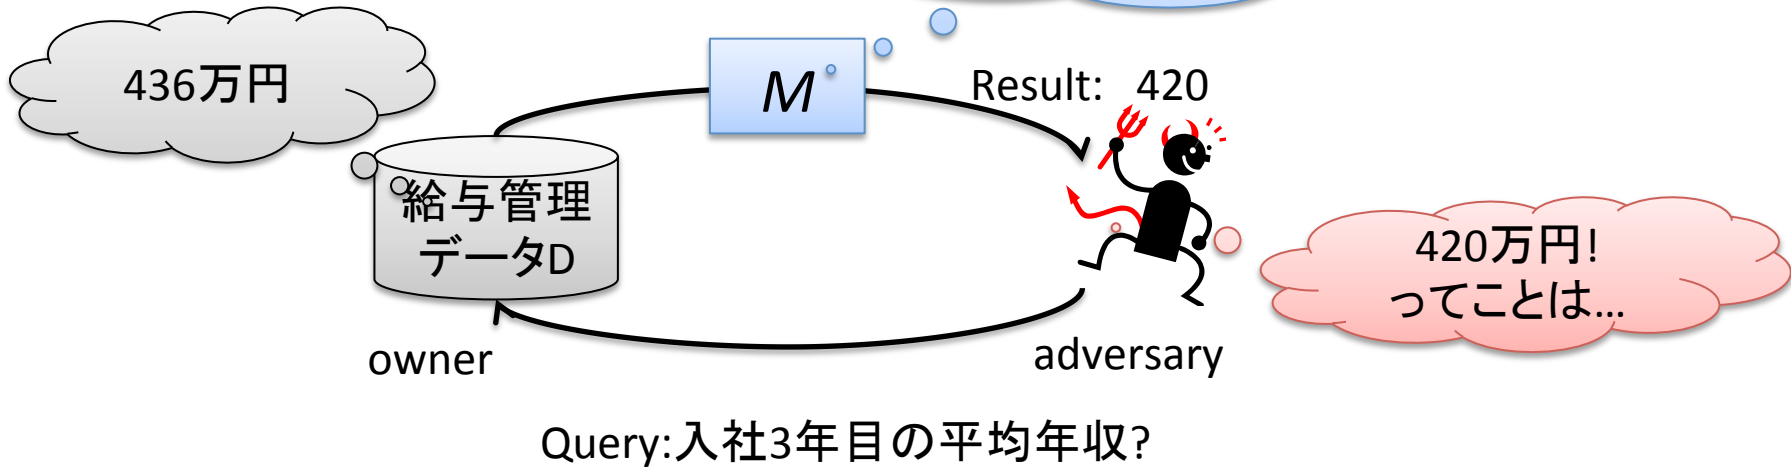 436万円
M
Result: 420
給与管理
データD
420万円!
ってことは…
owner
adversary
Query:入社3年目の平均年収?